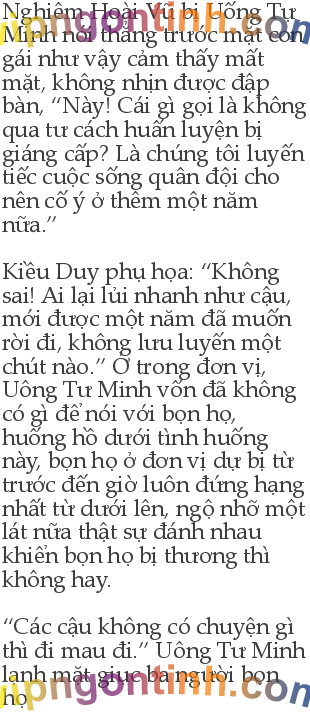 Nghiêm Hoài Vũ bị Uông Tư
Minh nói thẳng trước mặt con
gái như vậy cảm thấy mất
mặt, không nhịn được đập
bàn, “Này! Cái gì gọi là không
qua tư cách huấn luyện bị
giáng cấp? Là chúng tôi luyến
tiếc cuộc sống quân đội cho
nên cố ý ở thêm một năm
nữa.”
Kiều Duy phụ họa: “Không
sai! Ai lại lủi nhanh như cậu,
mới được một năm đã muốn
rời đi, không lưu luyến một
chút nào.” Ở trong đơn vị,
Uông Tư Minh vốn đã không
có gì để nói với bọn họ,
huống hồ dưới tình huống
này, bọn họ ở đơn vị dự bị từ
trước đến giờ luôn đứng hạng
nhất từ dưới lên, ngộ nhỡ một
lát nữa thật sự đánh nhau
khiển bọn họ bị thương thì
không hay.
“Các cậu không có chuyện gì
thì đi mau đi.” Uông Tư Minh
lạnh mặt giục ba người bọn
họ